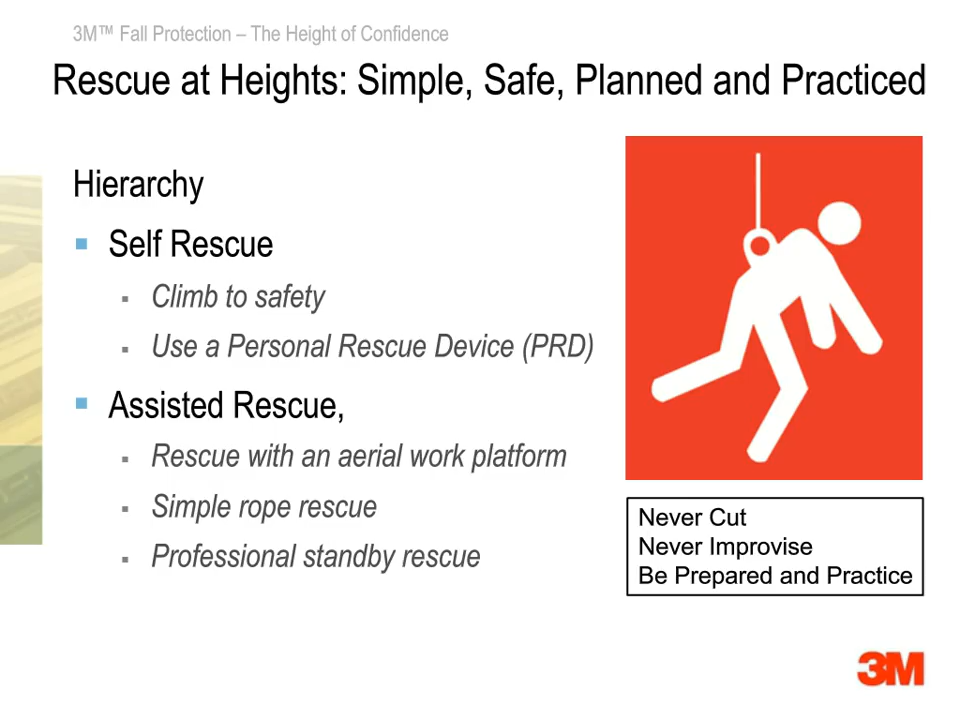 3M™ Fall Protection – The Height of Confidence
Rescue at Heights: Simple, Safe, Planned and Practiced
Hierarchy
Self Rescue
Climb to safety
Use a Personal Rescue Device (PRD)
Assisted Rescue,
Rescue with an aerial work platform
Simple rope rescue
Professional standby rescue
Never Cut
Never Improvise
Be Prepared and Practice
3M